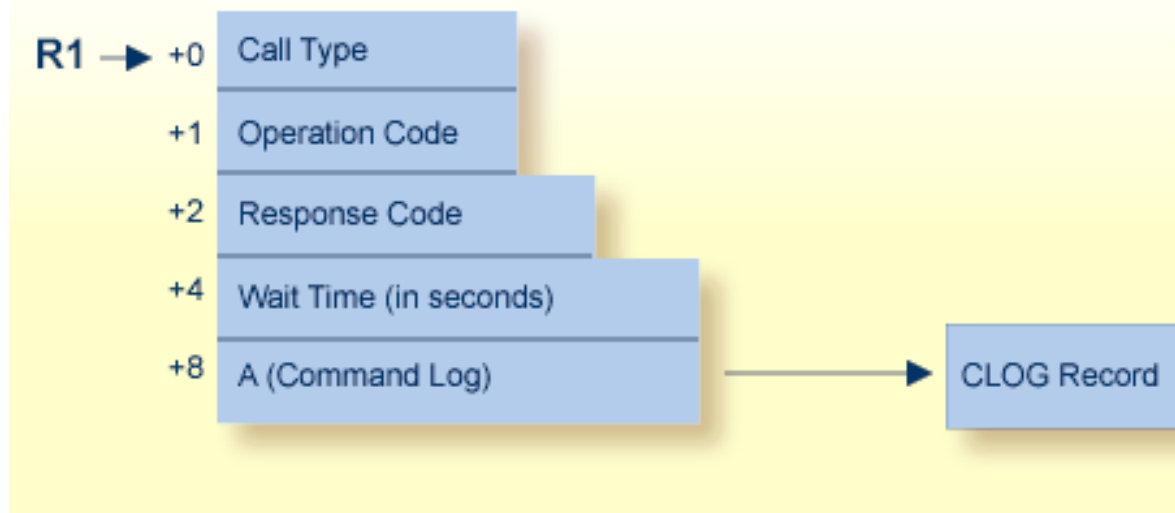 R1 +0 Call Type
+1 Operation Code
+2 Response Code
+4 Wait Time (in seconds)
+8 A (Command Log) CLOG Record